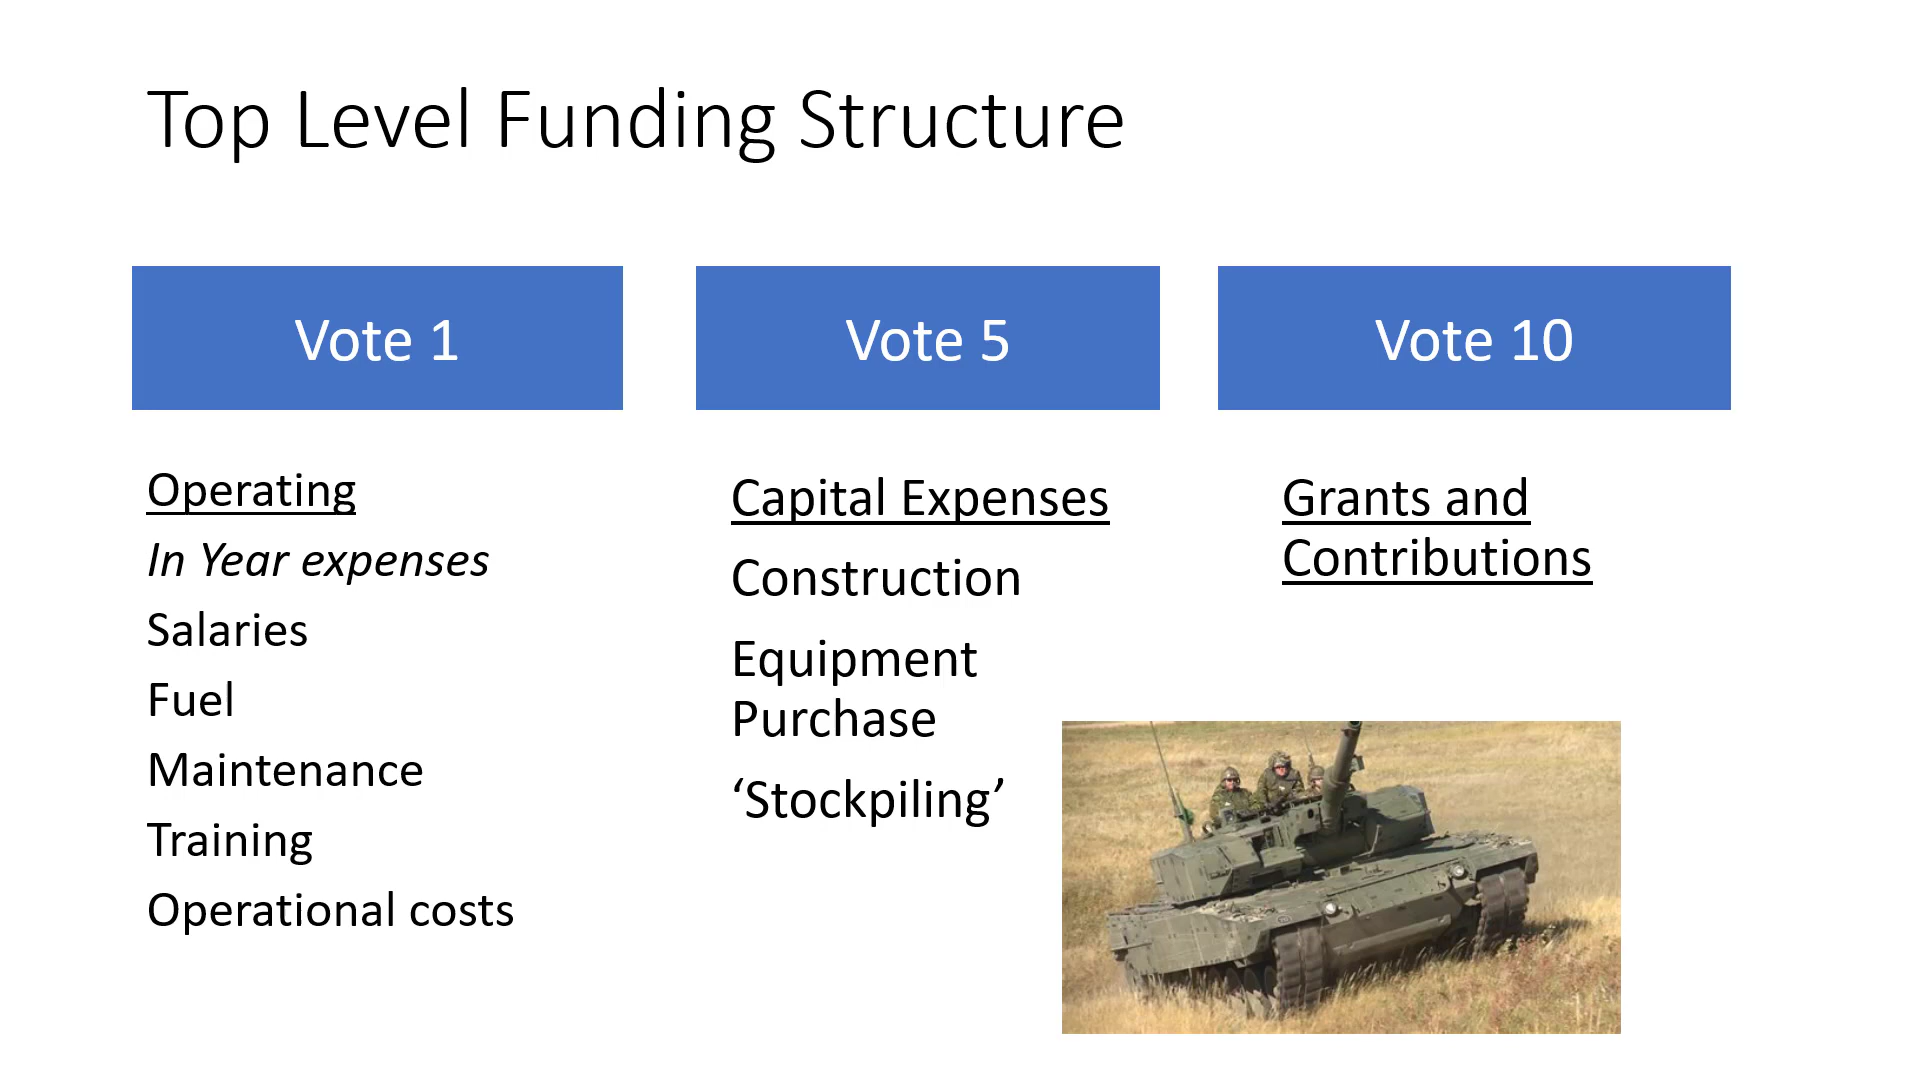 Top Level Funding Structure
Vote 1
Operating
In Year expenses
Salaries
Fuel
Maintenance
Training
Operational costs
Vote 5
Capital Expenses
Construction
Equipment
Purchase
‘Stockpiling’
Vote 10
Grants and
Contributions